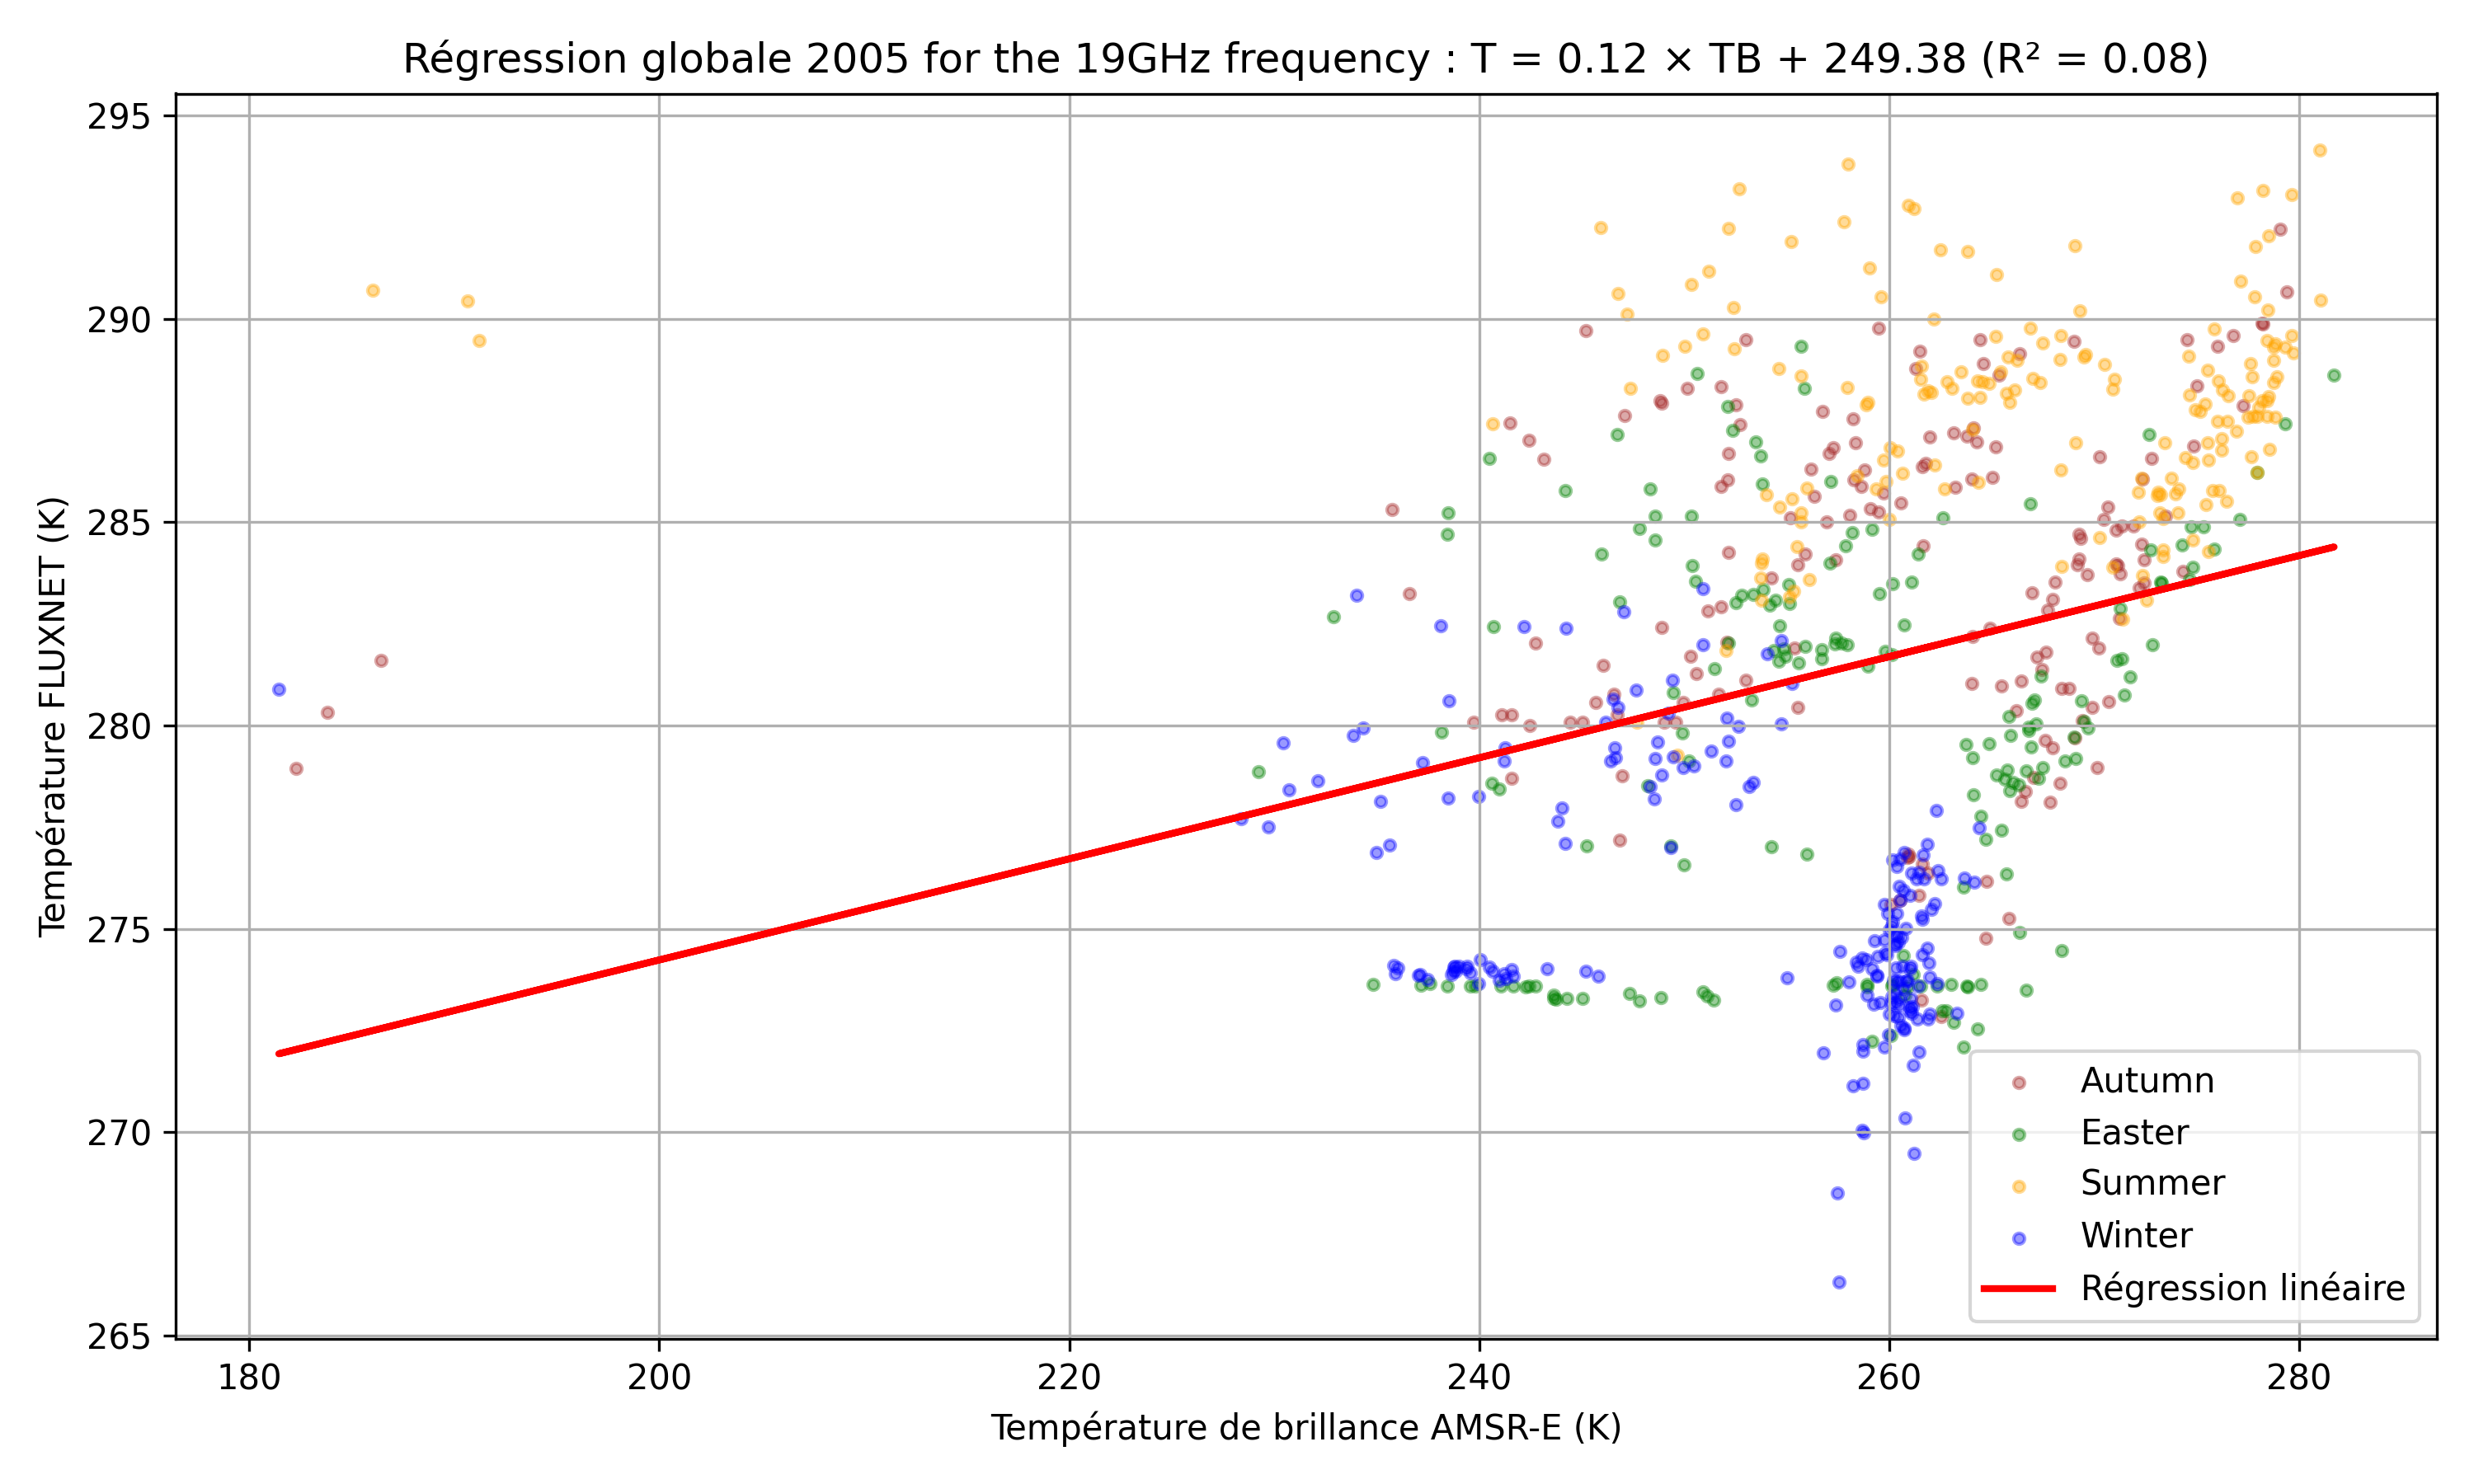 Régression globale 2005 for the 19GHz frequency : T = 0.12 × TB + 249.38 (R² = 0.08)
Température FLUXNET (K)
295
290
285
280
275
270
265
180 200 220 240 260 280
Température de brillance AMSR-E (K)
Autumn
Easter
Summer
Winter
Régression linéaire